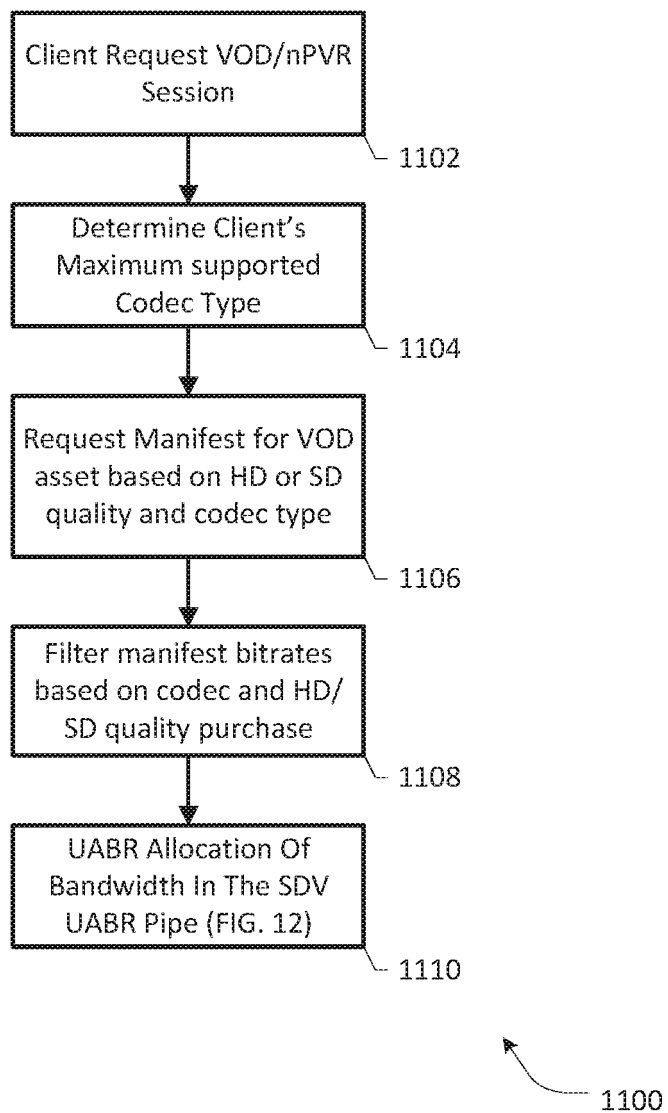 Client Request VOD/nPVR
Session
1102
Determine Client's
Maximum supported
Codec Type
1104
Request Manifest for VOD
asset based on HD or SD
quality and codec type
1106
Filter manifest bitrates
based on codec and HD/
SD quality purchase
1108
UABR Allocation Of
Bandwidth In The SDV
UABR Pipe (FIG. 12)
1110
1100